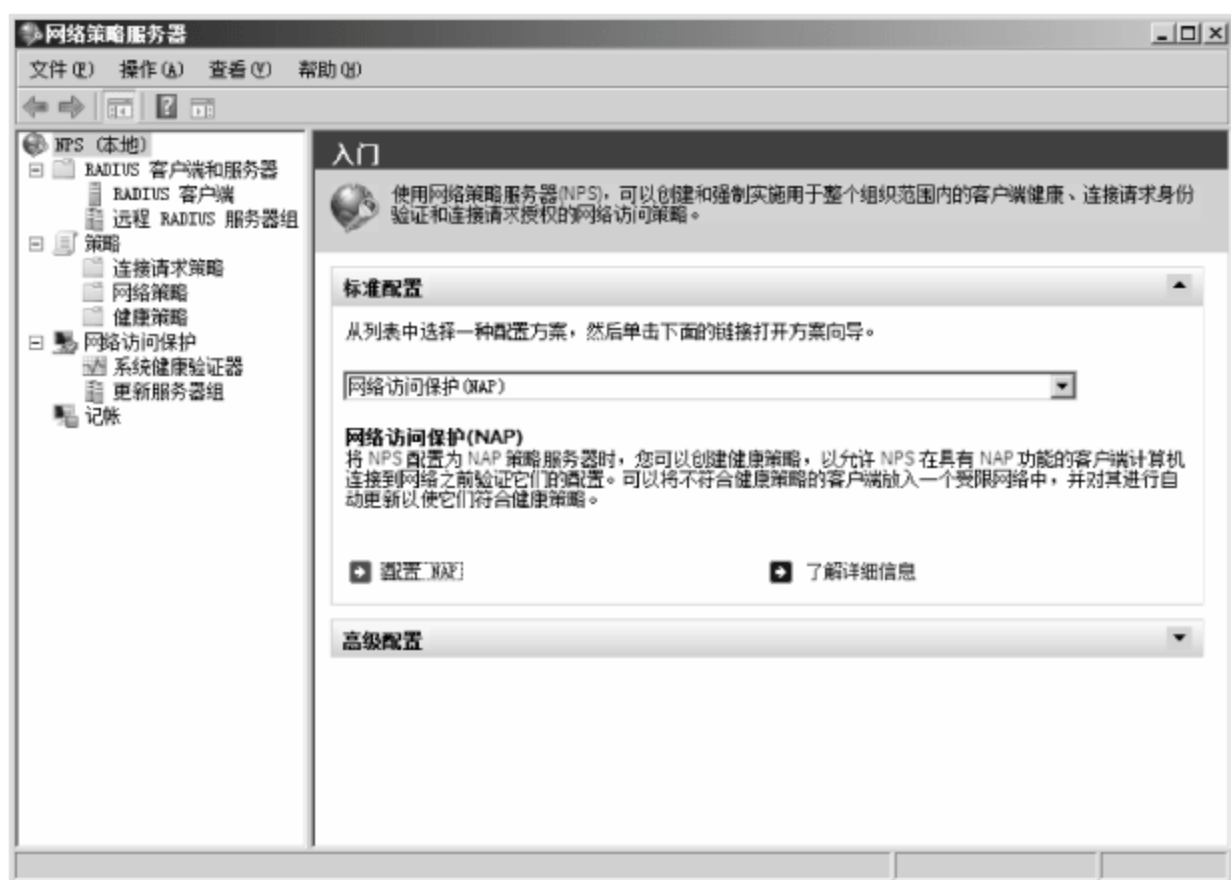 网络策略服务器
文件(F) 操作(A) 查看(V) 帮助(H)
NPS (本地)
RADIUS 客户端和服务器
RADIUS 客户端
远程 RADIUS 服务器组
策略
连接请求策略
网络策略
健康策略
网络访问保护
系统健康验证器
更新服务器组
记帐
入门
使用网络策略服务器(NPS)，可以创建和强制实施用于整个组织范围内的客户端健康、连接请求身份
验证和连接请求授权的网络访问策略。
标准配置
从列表中选择一种配置方案，然后单击下面的链接打开方案向导。
网络访问保护(NAP)
网络访问保护(NAP)
将 NPS 配置为 NAP 策略服务器时，您可以创建健康策略，以允许 NPS 在具有 NAP 功能的客户端计算机
连接到网络之前验证它们的配置。可以将不符合健康策略的客户端放入一个受限网络中，并对其进行自
动更新以使它们符合健康策略。
配置 NAP
了解详细信息
高级配置